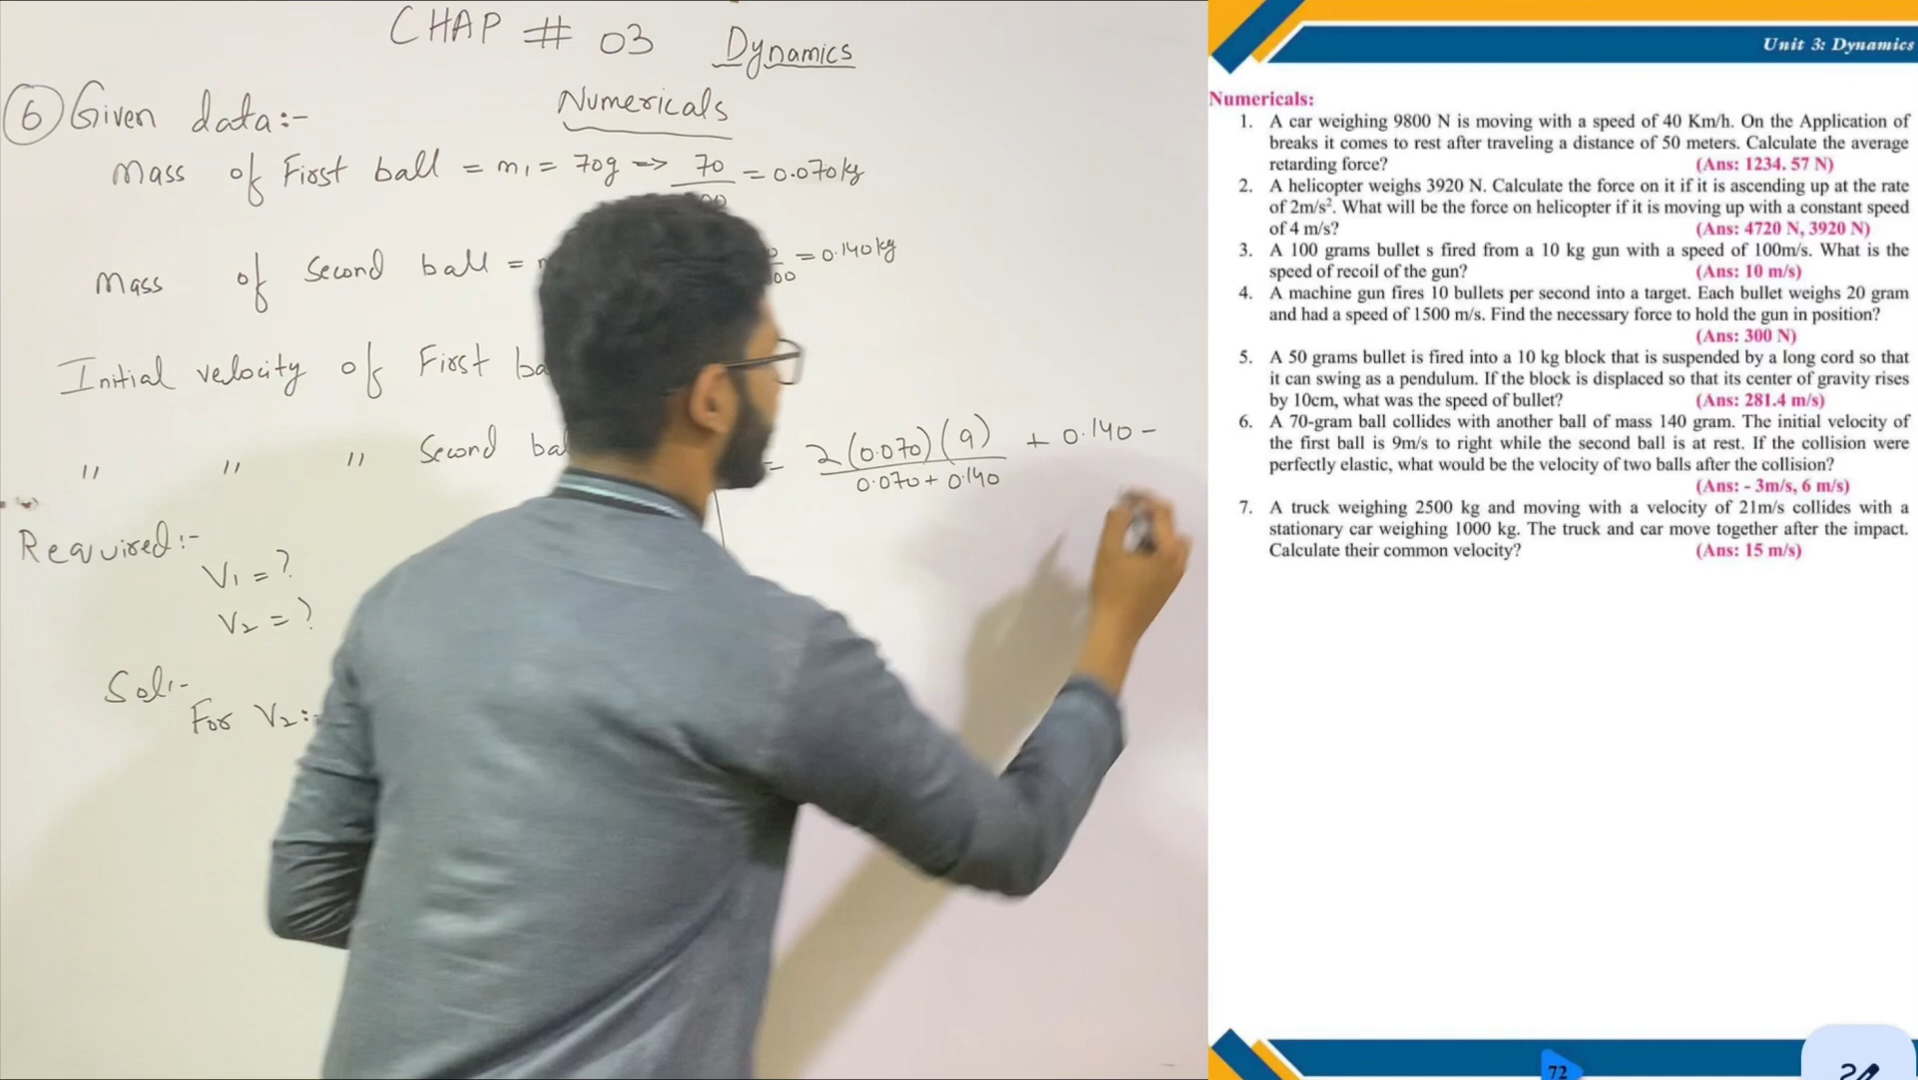 CHAP # 03 Dynamics
Numericals
6 Given data:-
Mass of First ball = m1 = 70g => 70 = 0.070kg
Mass of Second ball = = 0.140kg
Initial velocity of First
" " " Second
= 2(0.070)(9) + 0.140 -
0.070 + 0.140
Required:-
V1 = ?
V2 = ?
Sol:-
For V2:-
Unit 3: Dynamics
Numericals:
1. A car weighing 9800 N is moving with a speed of 40 Km/h. On the Application of
breaks it comes to rest after traveling a distance of 50 meters. Calculate the average
retarding force? (Ans: 1234. 57 N)
2. A helicopter weighs 3920 N. Calculate the force on it if it is ascending up at the rate
of 2m/s². What will be the force on helicopter if it is moving up with a constant speed
of 4 m/s? (Ans: 4720 N, 3920 N)
3. A 100 grams bullet s fired from a 10 kg gun with a speed of 100m/s. What is the
speed of recoil of the gun? (Ans: 10 m/s)
4. A machine gun fires 10 bullets per second into a target. Each bullet weighs 20 gram
and had a speed of 1500 m/s. Find the necessary force to hold the gun in position?
(Ans: 300 N)
5. A 50 grams bullet is fired into a 10 kg block that is suspended by a long cord so that
it can swing as a pendulum. If the block is displaced so that its center of gravity rises
by 10cm, what was the speed of bullet? (Ans: 281.4 m/s)
6. A 70-gram ball collides with another ball of mass 140 gram. The initial velocity of
the first ball is 9m/s to right while the second ball is at rest. If the collision were
perfectly elastic, what would be the velocity of two balls after the collision?
(Ans: - 3m/s, 6 m/s)
7. A truck weighing 2500 kg and moving with a velocity of 21m/s collides with a
stationary car weighing 1000 kg. The truck and car move together after the impact.
Calculate their common velocity? (Ans: 15 m/s)
72